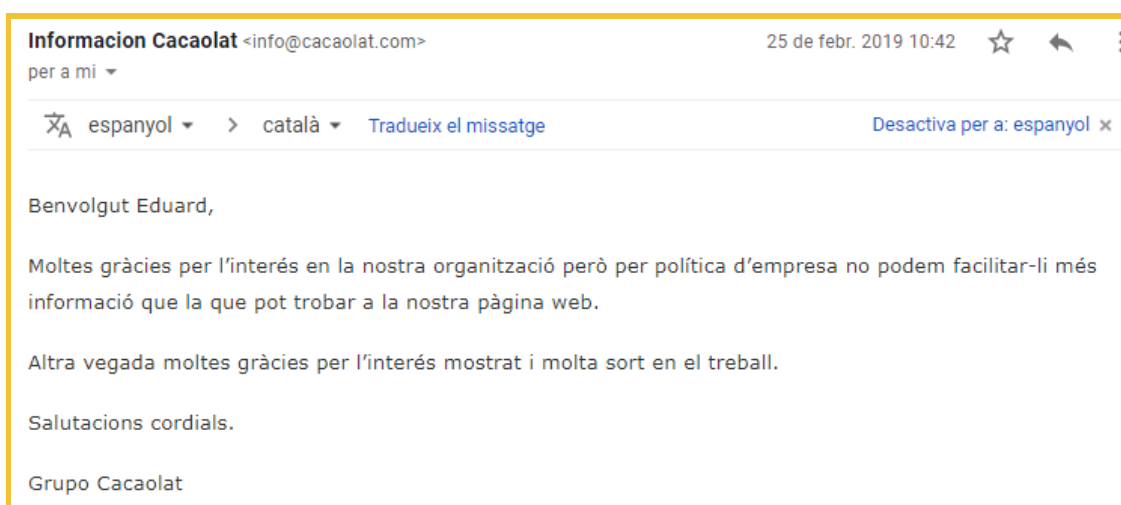 Informacion Cacaolat <info@cacaolat.com> 25 de febr. 2019 10:42
per a mi
espanyol > català Tradueix el missatge Desactiva per a: espanyol ×
Benvolgut Eduard,
Moltes gràcies per l’interés en la nostra organització però per política d’empresa no podem facilitar-li més
informació que la que pot trobar a la nostra pàgina web.
Altra vegada moltes gràcies per l’interés mostrat i molta sort en el treball.
Salutacions cordials.
Grupo Cacaolat